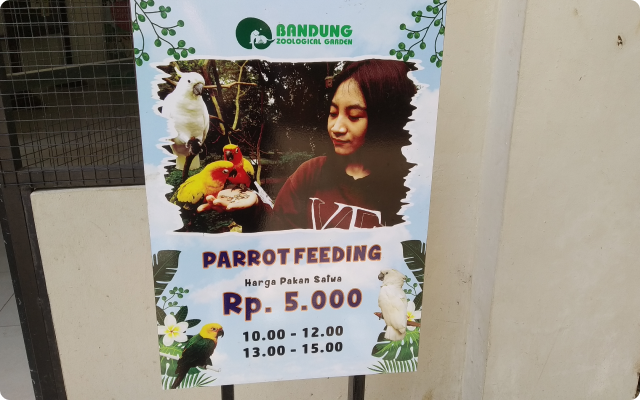 BANDUNG
ZOOLOGICAL GARDEN
PARROT FEEDING
Harga Pakan Satwa
Rp. 5.000
10.00 - 12.00
13.00 - 15.00